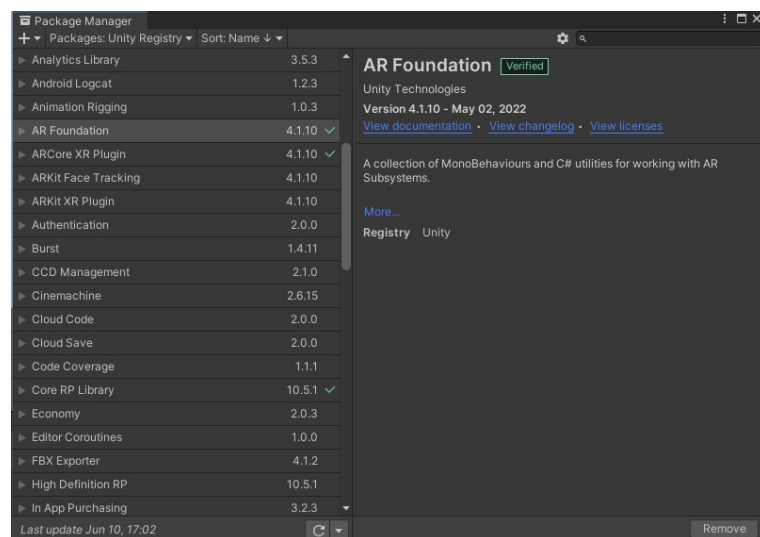 Package Manager
Packages: Unity Registry Sort: Name ↓
Analytics Library 3.5.3
Android Logcat 1.2.3
Animation Rigging 1.0.3
AR Foundation 4.1.10
ARCore XR Plugin 4.1.10
ARKit Face Tracking 4.1.10
ARKit XR Plugin 4.1.10
Authentication 2.0.0
Burst 1.4.11
CCD Management 2.1.0
Cinemachine 2.6.15
Cloud Code 2.0.0
Cloud Save 2.0.0
Code Coverage 1.1.1
Core RP Library 10.5.1
Economy 2.0.3
Editor Coroutines 1.0.0
FBX Exporter 4.1.2
High Definition RP 10.5.1
In App Purchasing 3.2.3
Last update Jun 10, 17:02
AR Foundation Verified
Unity Technologies
Version 4.1.10 - May 02, 2022
View documentation • View changelog • View licenses
A collection of MonoBehaviours and C# utilities for working with AR
Subsystems.
More...
Registry Unity
Remove